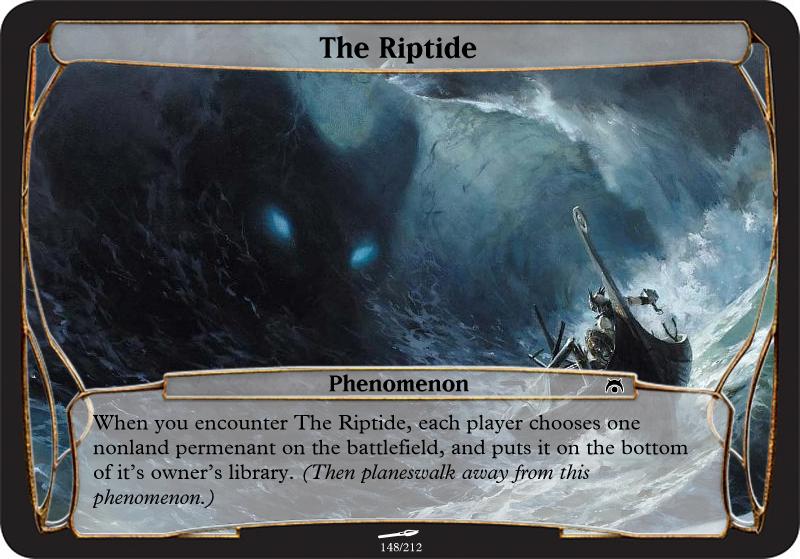 The Riptide
Phenomenon
When you encounter The Riptide, each player chooses one
nonland permenant on the battlefield, and puts it on the bottom
of it's owner's library. (Then planeswalk away from this
phenomenon.)
148/212